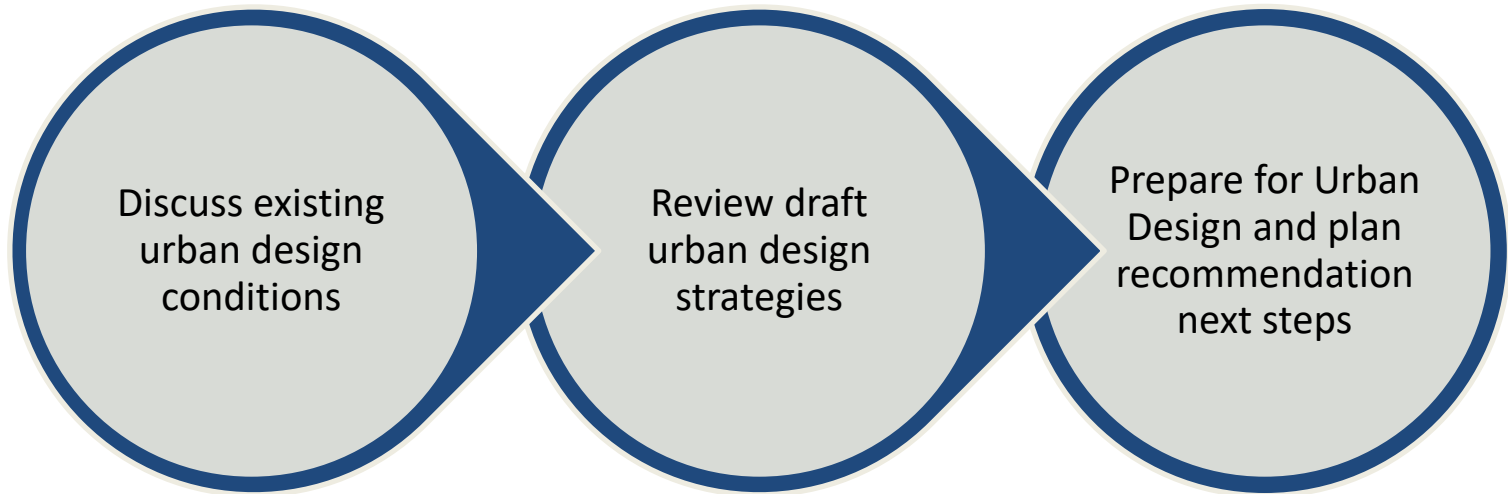 Discuss existing
urban design
conditions
Review draft
urban design
strategies
Prepare for Urban
Design and plan
recommendation
next steps